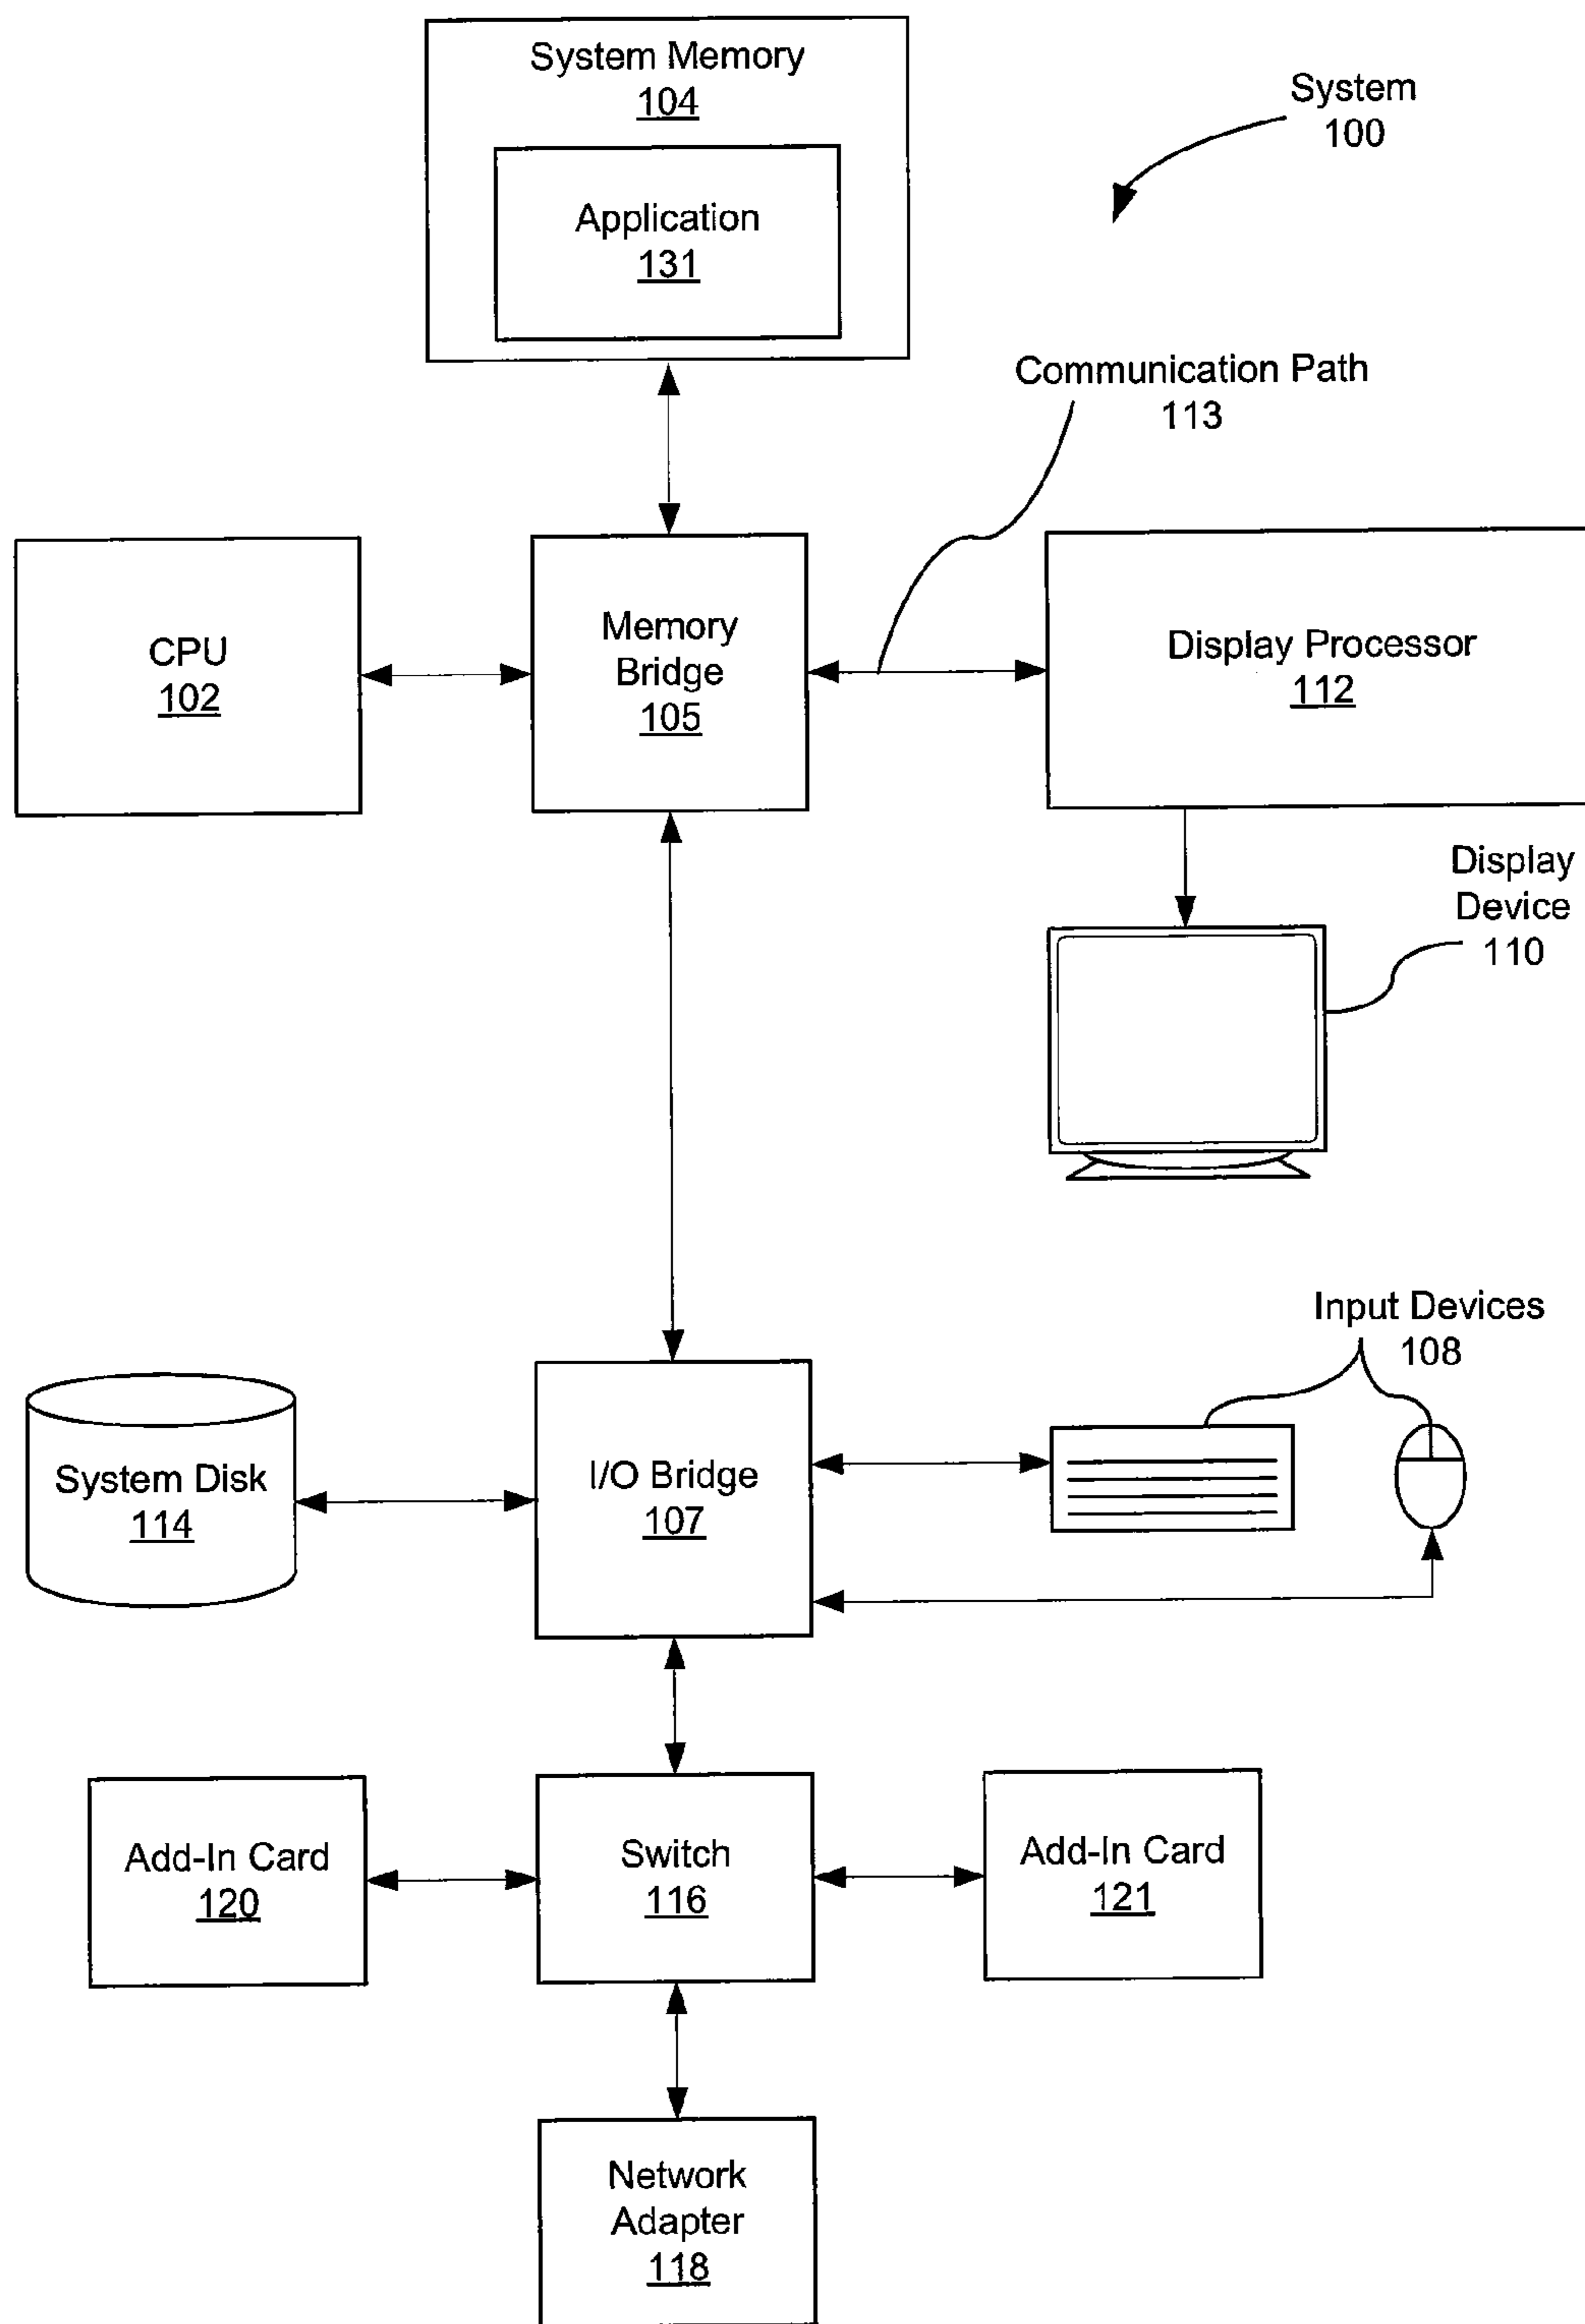 System Memory
104
System
100
Application
131
Communication Path
113
CPU
102
Memory
Bridge
105
Display Processor
112
Display
Device
110
Input Devices
108
System Disk
114
I/O Bridge
107
Add-In Card
120
Switch
116
Add-In Card
121
Network
Adapter
118